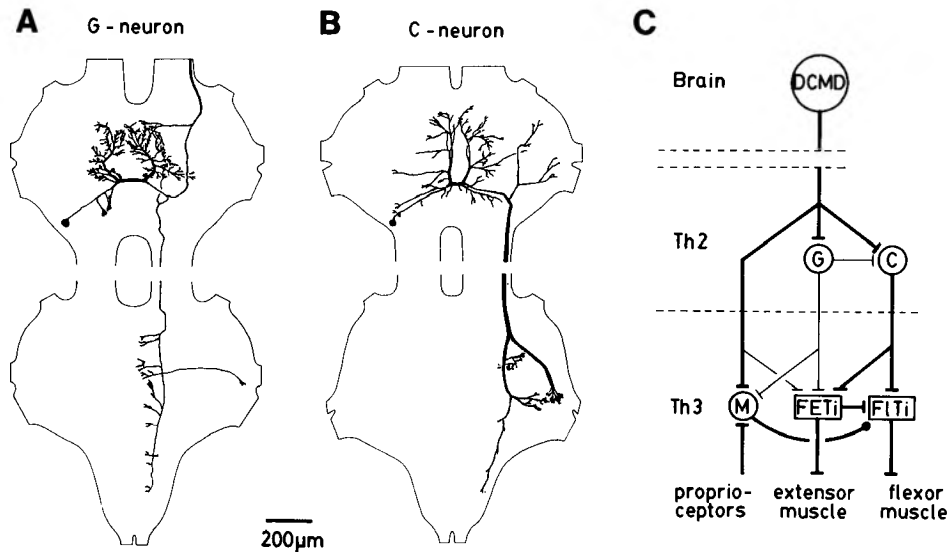 A
G - neuron
B
C - neuron
C
Brain
DCMD
Th2
G
C
Th3
M
FETi
FlTi
proprio-
ceptors
extensor
muscle
flexor
muscle
200μm